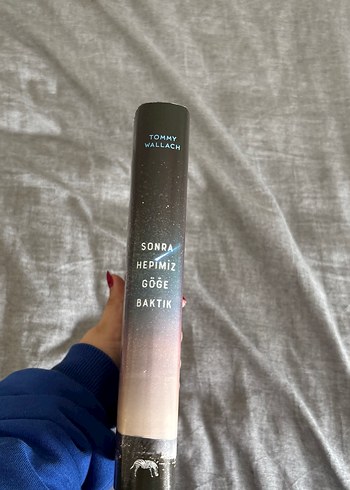 TOMMY
WALLACH
SONRA
HEPİMİZ
GÖĞE
BAKTIK